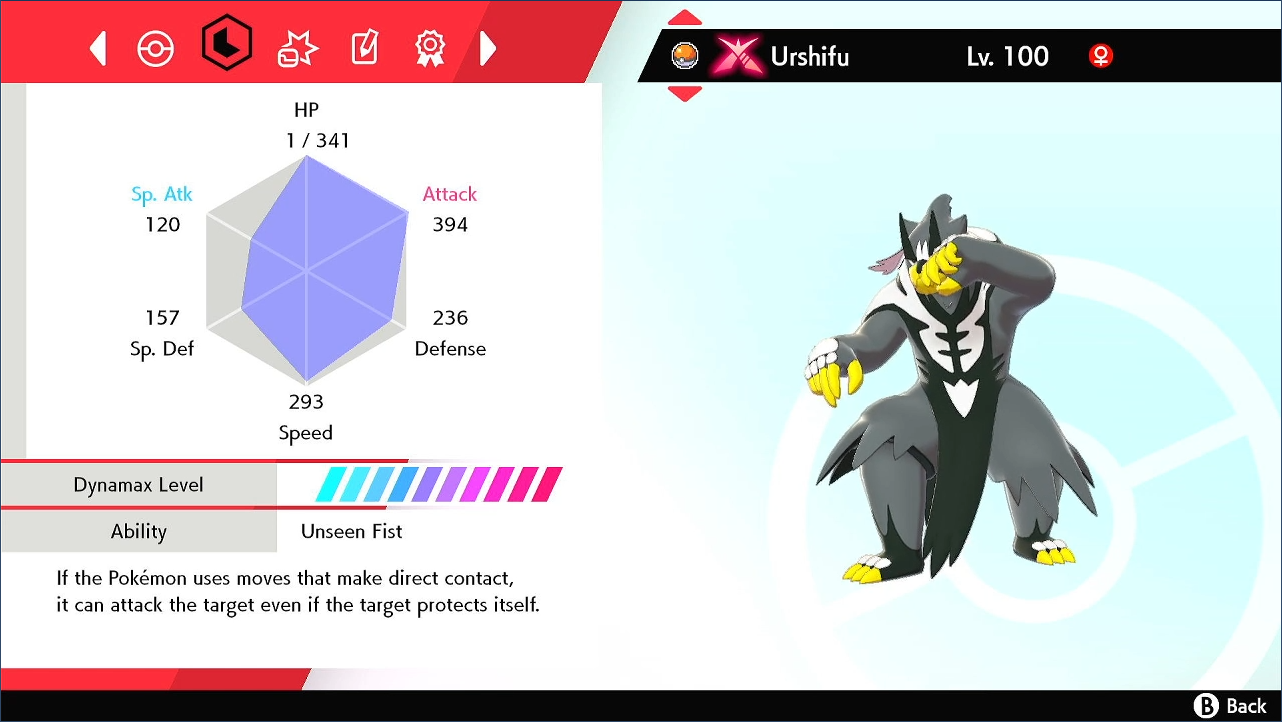 Urshifu Lv. 100 ♀
HP
1 / 341
Sp. Atk
120
Attack
394
157
Sp. Def
236
Defense
293
Speed
Dynamax Level
Ability Unseen Fist
If the Pokémon uses moves that make direct contact,
it can attack the target even if the target protects itself.
B Back